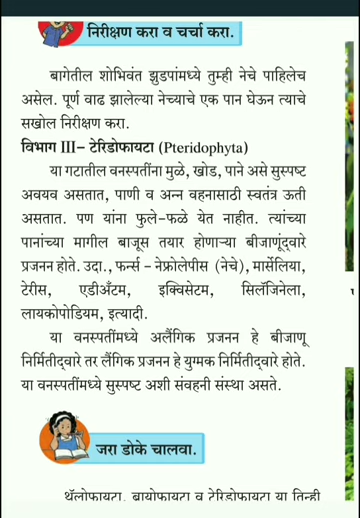 निरीक्षण करा व चर्चा करा.
बागेतील शोभिवंत झुडपांमध्ये तुम्ही नेचे पाहिलेच
असेल. पूर्ण वाढ झालेल्या नेच्याचे एक पान घेऊन त्याचे
सखोल निरीक्षण करा.
विभाग III– टेरिडोफायटा (Pteridophyta)
या गटातील वनस्पतींना मुळे, खोड, पाने असे सुस्पष्ट
अवयव असतात, पाणी व अन्न वहनासाठी स्वतंत्र ऊती
असतात. पण यांना फुले-फळे येत नाहीत. त्यांच्या
पानांच्या मागील बाजूस तयार होणाऱ्या बीजाणूंद्वारे
प्रजनन होते. उदा., फर्न्स – नेफ्रोलेपीस (नेचे), मार्सेलिया,
टेरीस, एडीअँटम, इक्विसेटम, सिलॅजिनेला,
लायकोपोडियम, इत्यादी.
या वनस्पतींमध्ये अलैंगिक प्रजनन हे बीजाणू
निर्मितीद्वारे तर लैंगिक प्रजनन हे युग्मक निर्मितीद्वारे होते.
या वनस्पतींमध्ये सुस्पष्ट अशी संवहनी संस्था असते.
जरा डोके चालवा.
थॅलोफायटा, ब्रायोफायटा व टेरिडोफायटा या तिन्ही